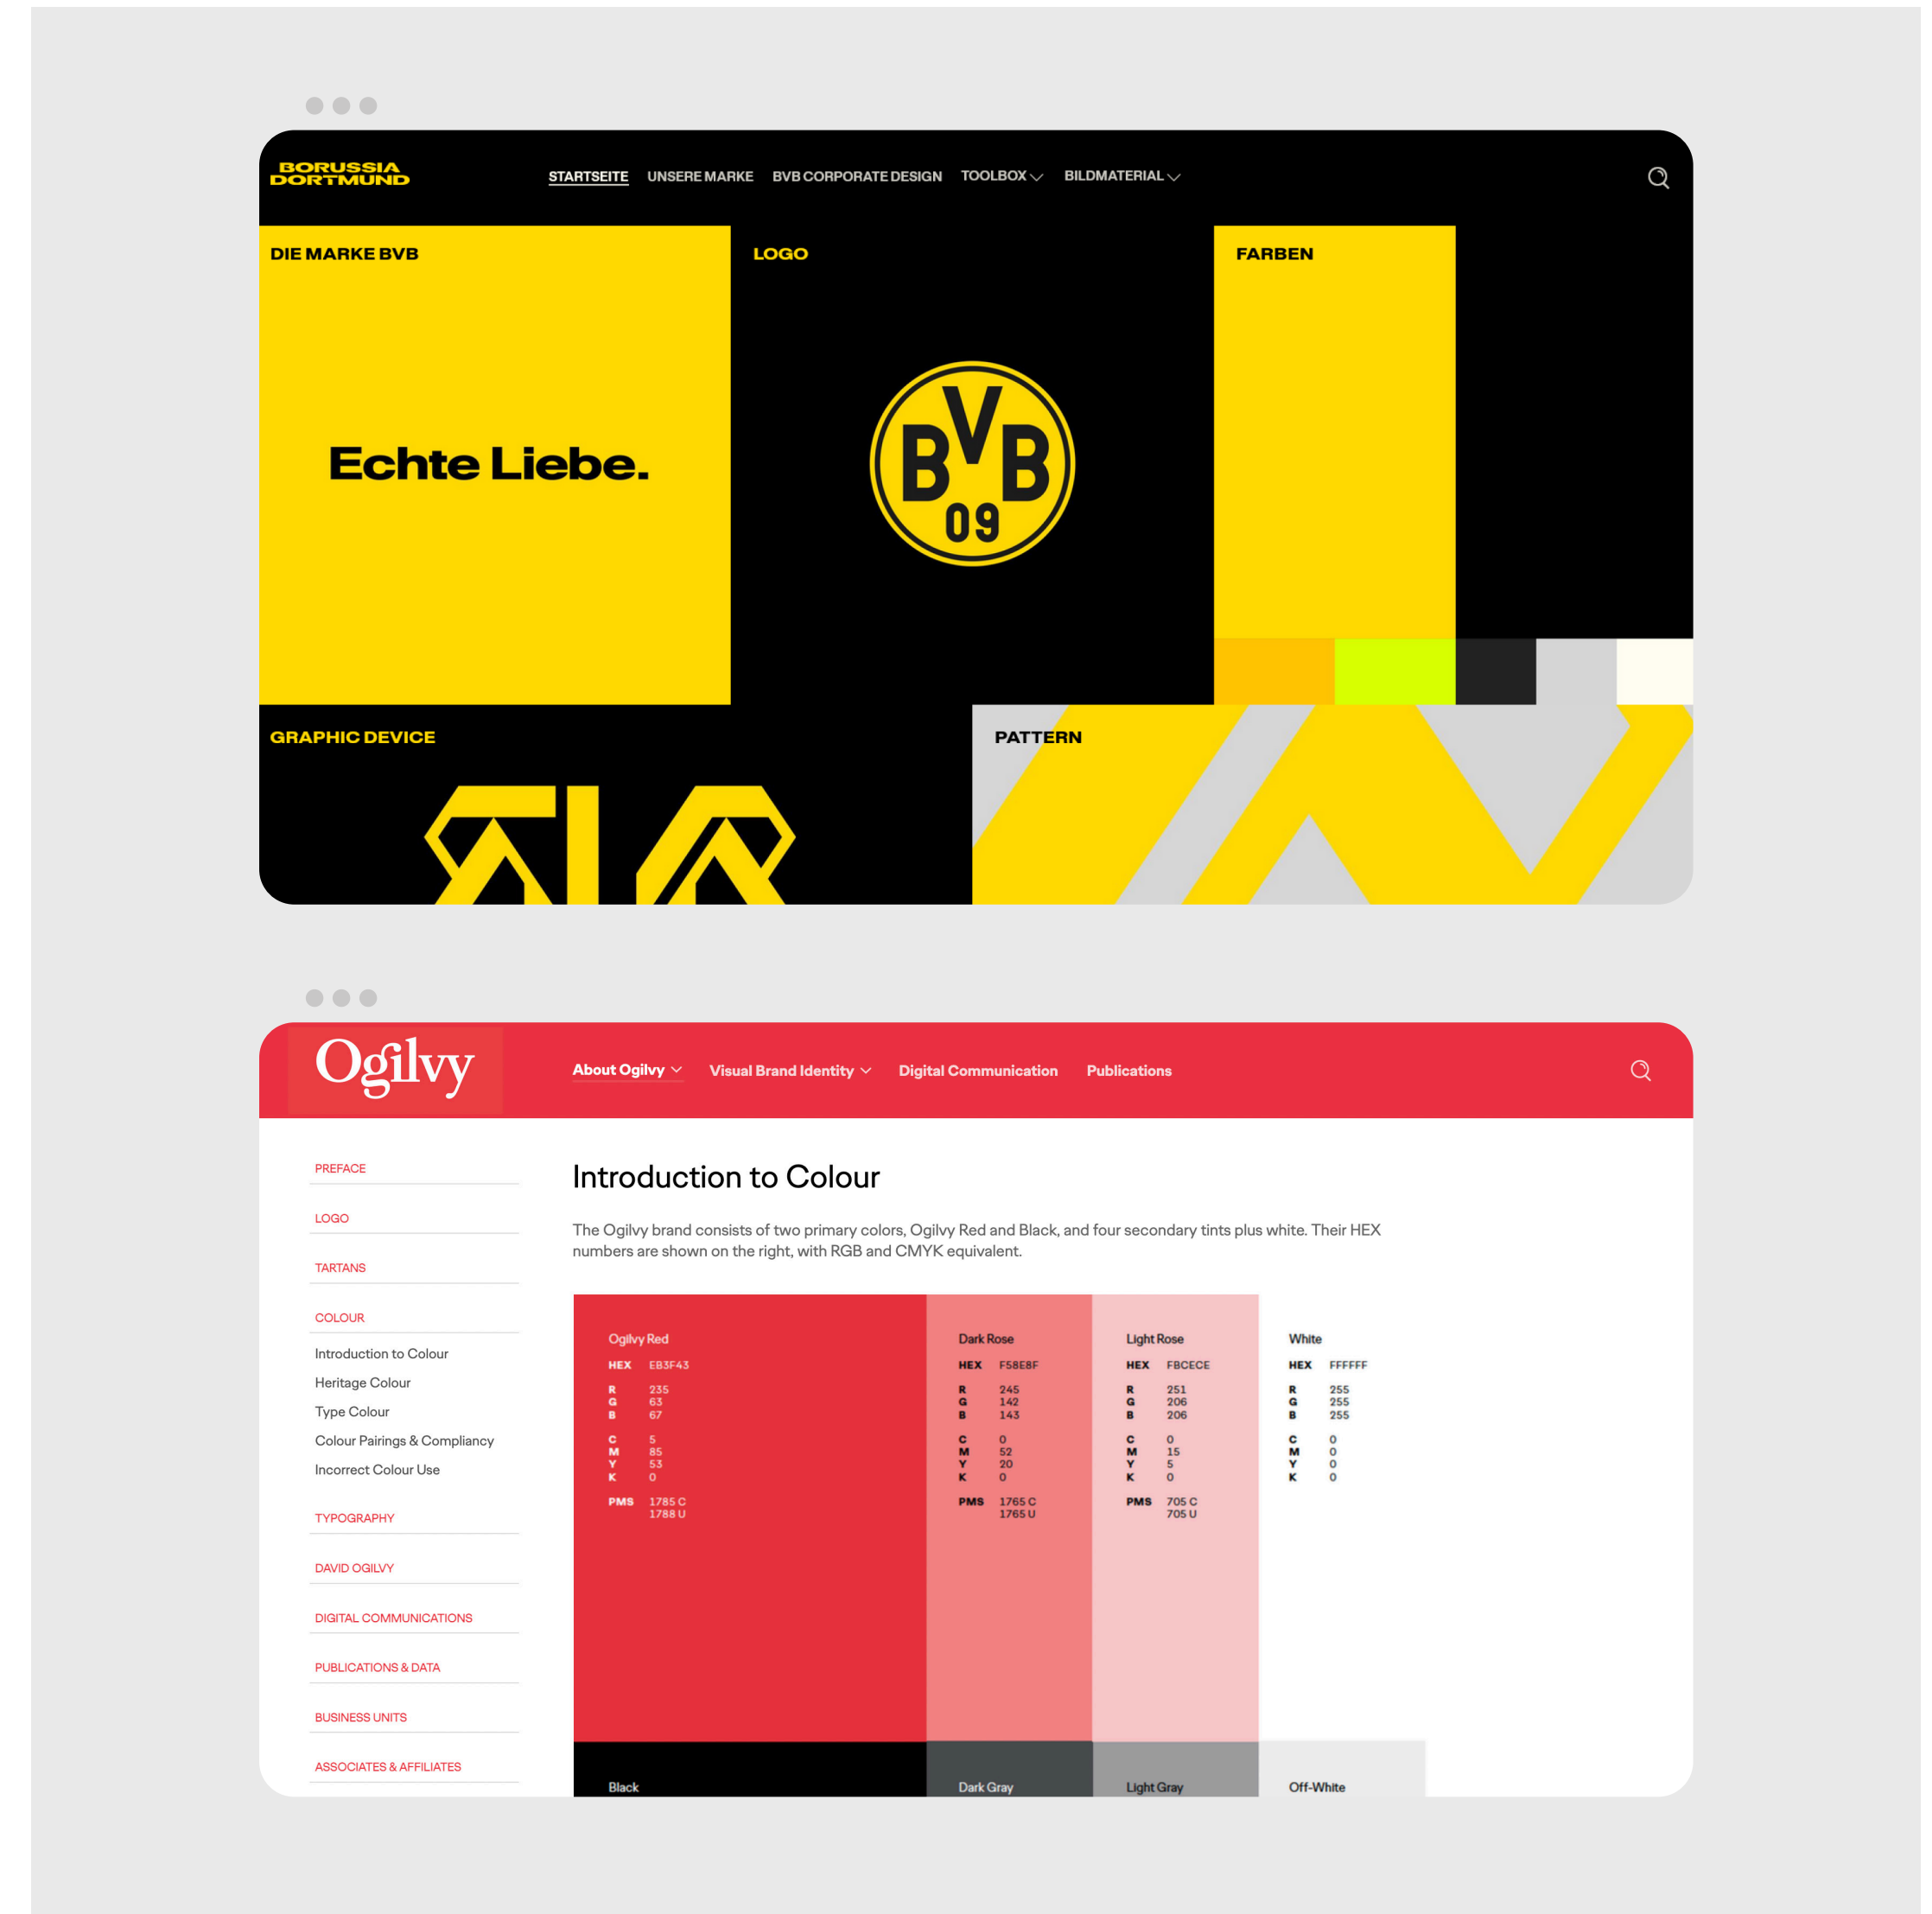 BORUSSIA
DORTMUND
STARTSEITE UNSERE MARKE BVB CORPORATE DESIGN TOOLBOX BILDMATERIAL
DIE MARKE BVB
Echte Liebe.
LOGO
BVB
09
FARBEN
GRAPHIC DEVICE
PATTERN
Ogilvy
About Ogilvy Visual Brand Identity Digital Communication Publications
PREFACE
LOGO
TARTANS
COLOUR
Introduction to Colour
Heritage Colour
Type Colour
Colour Pairings & Compliancy
Incorrect Colour Use
TYPOGRAPHY
DAVID OGILVY
DIGITAL COMMUNICATIONS
PUBLICATIONS & DATA
BUSINESS UNITS
ASSOCIATES & AFFILIATES
Introduction to Colour
The Ogilvy brand consists of two primary colors, Ogilvy Red and Black, and four secondary tints plus white. Their HEX
numbers are shown on the right, with RGB and CMYK equivalent.
Ogilvy Red
HEX EB3F43
R 235
G 63
B 67
C 5
M 85
Y 53
K 0
PMS 1785 C
1788 U
Dark Rose
HEX F58E8F
R 245
G 142
B 143
C 0
M 52
Y 20
K 0
PMS 1765 C
1765 U
Light Rose
HEX FBCECE
R 251
G 206
B 206
C 0
M 15
Y 5
K 0
PMS 705 C
705 U
White
HEX FFFFFF
R 255
G 255
B 255
C 0
M 0
Y 0
K 0
Black
Dark Gray
Light Gray
Off-White